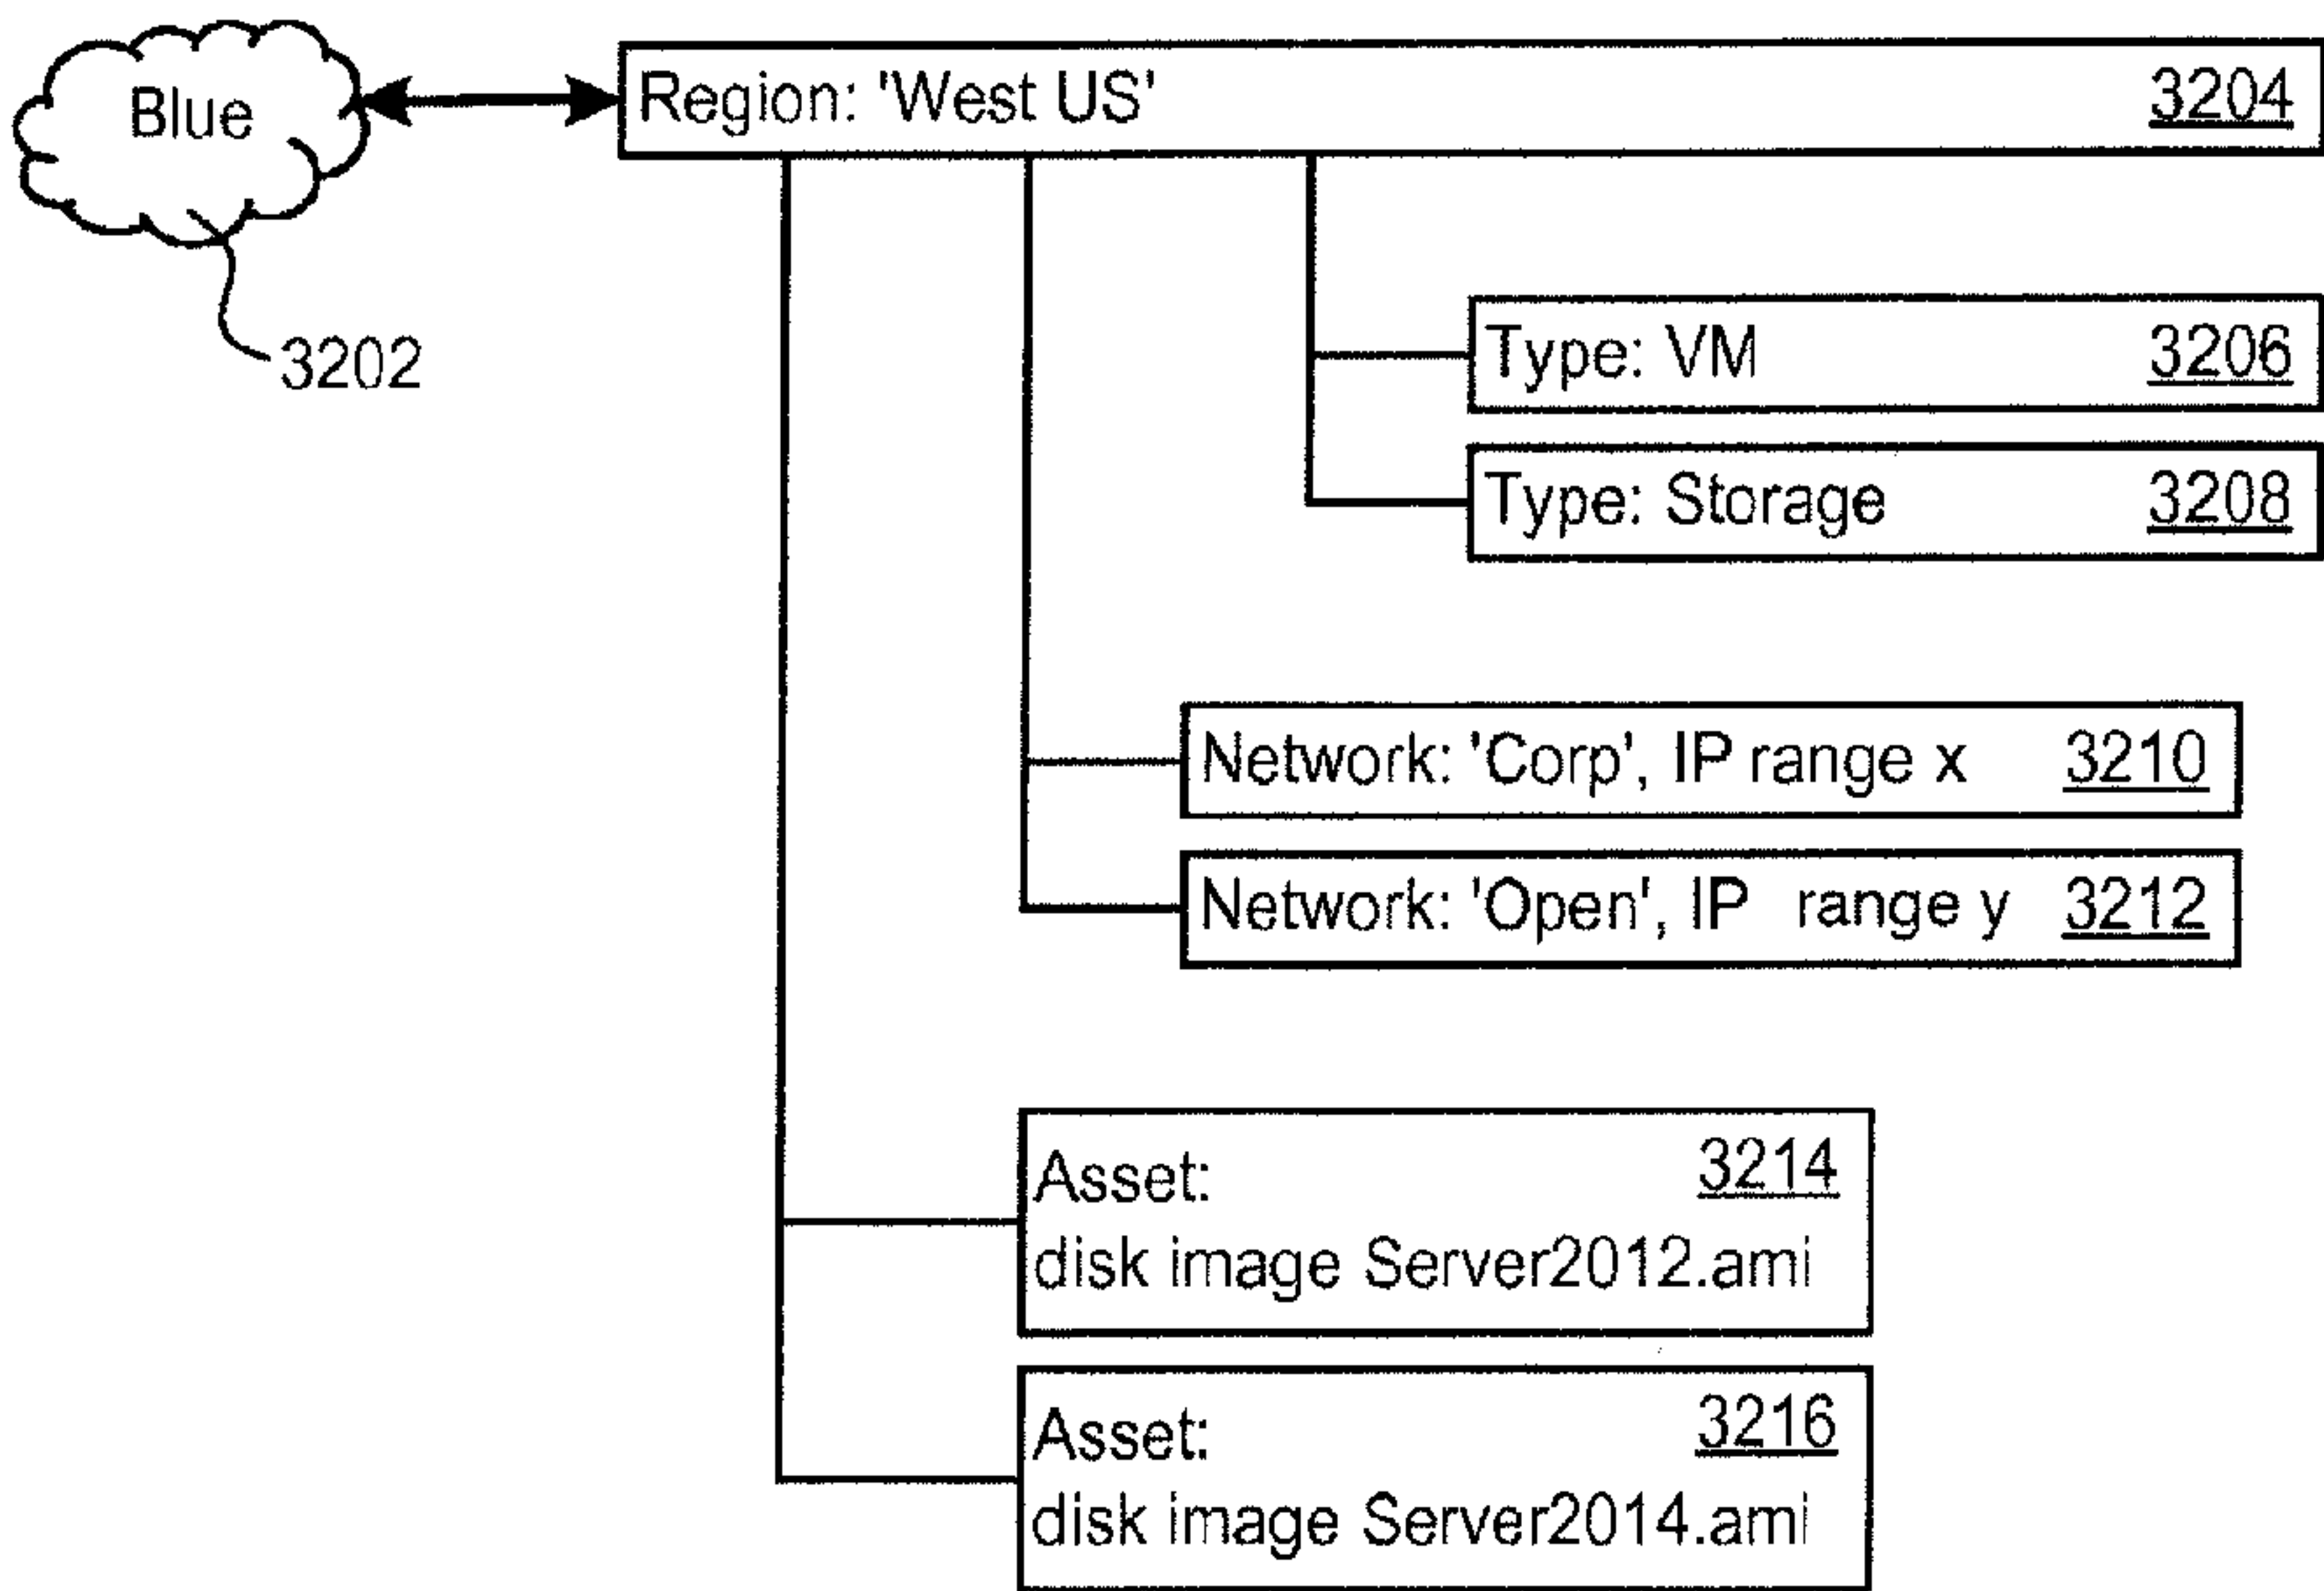 Blue
3202
Region: 'West US' 3204
Type: VM 3206
Type: Storage 3208
Network: 'Corp', IP range x 3210
Network: 'Open', IP range y 3212
Asset: 3214
disk image Server2012.ami
Asset: 3216
disk image Server2014.ami